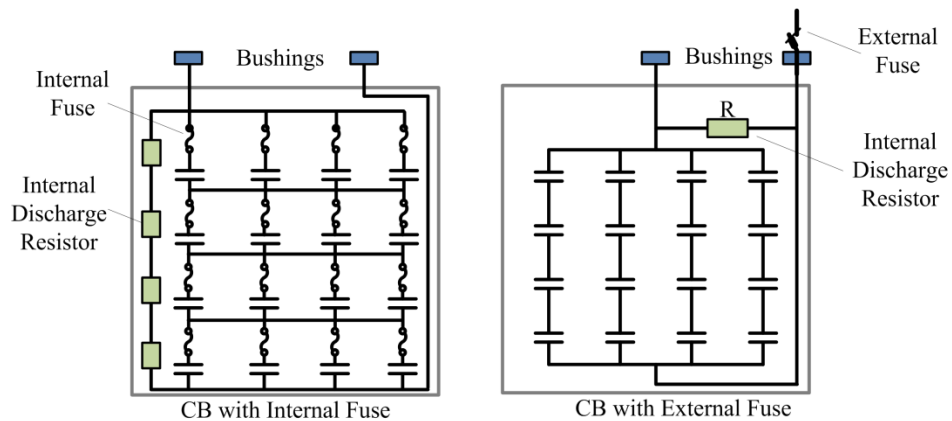 Bushings
Internal
Fuse
Internal
Discharge
Resistor
CB with Internal Fuse
External
Fuse
Bushings
R
Internal
Discharge
Resistor
CB with External Fuse